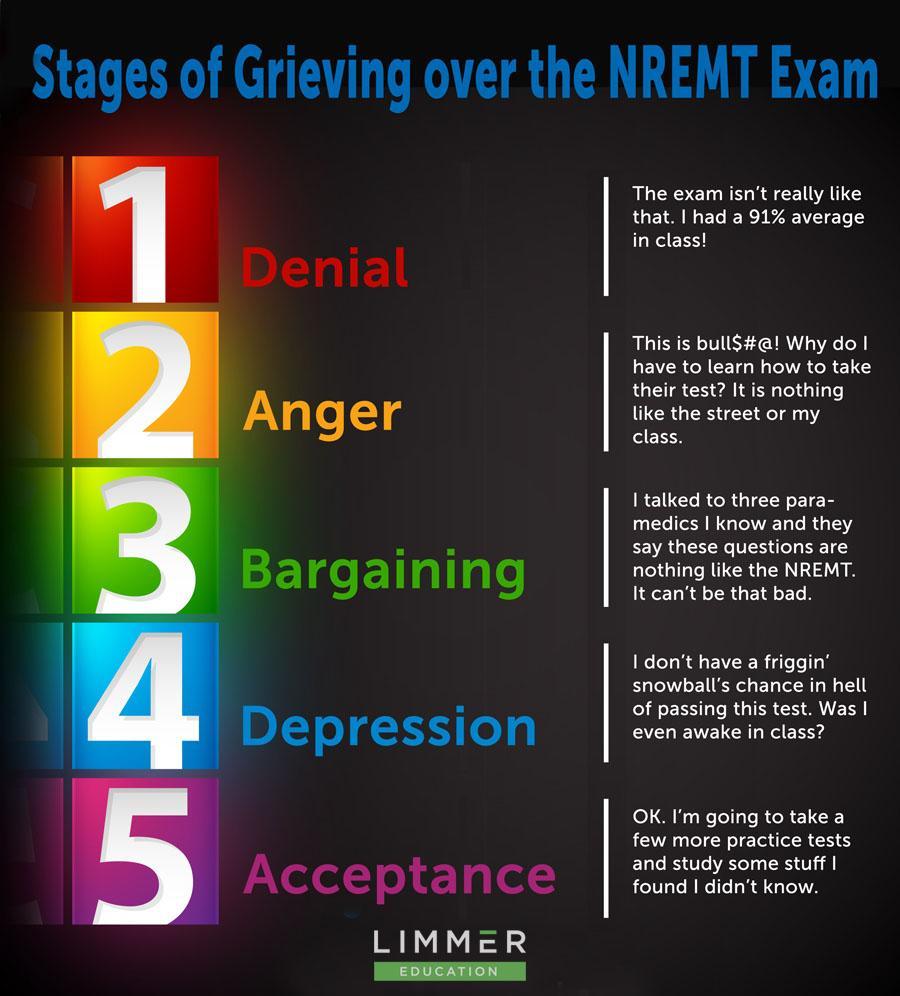 Stages of Grieving over the NREMT Exam
1
Denial
The exam isn’t really like
that. I had a 91% average
in class!
2
Anger
This is bull$#@! Why do I
have to learn how to take
their test? It is nothing
like the street or my
class.
3
Bargaining
I talked to three para-
medics I know and they
say these questions are
nothing like the NREMT.
It can’t be that bad.
4
Depression
I don’t have a friggin’
snowball’s chance in hell
of passing this test. Was I
even awake in class?
5
Acceptance
OK. I’m going to take a
few more practice tests
and study some stuff I
found I didn’t know.
LIMMER
EDUCATION